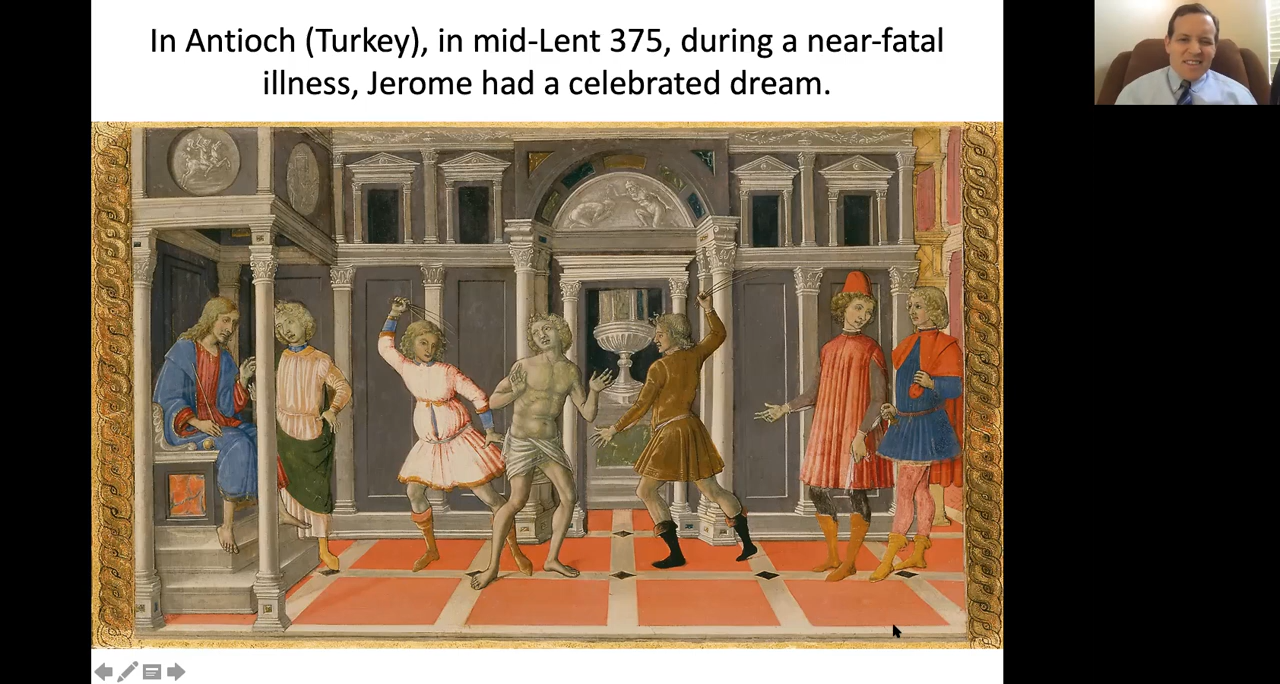 In Antioch (Turkey), in mid-Lent 375, during a near-fatal
illness, Jerome had a celebrated dream.